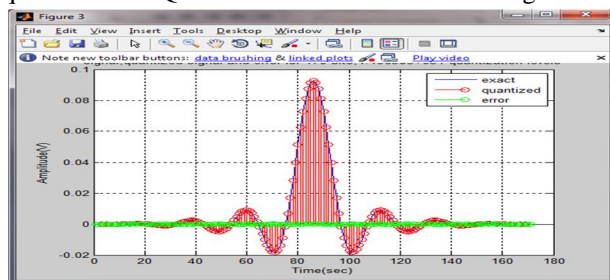 Figure 3
File Edit View Insert Tools Desktop Window Help
Note new toolbar buttons: data brushing & linked plots Play video
0.1
exact
quantized
error
0.08
0.06
0.04
0.02
0
-0.02
Amplitude(V)
0 20 40 60 80 100 120 140 160 180
Time(sec)